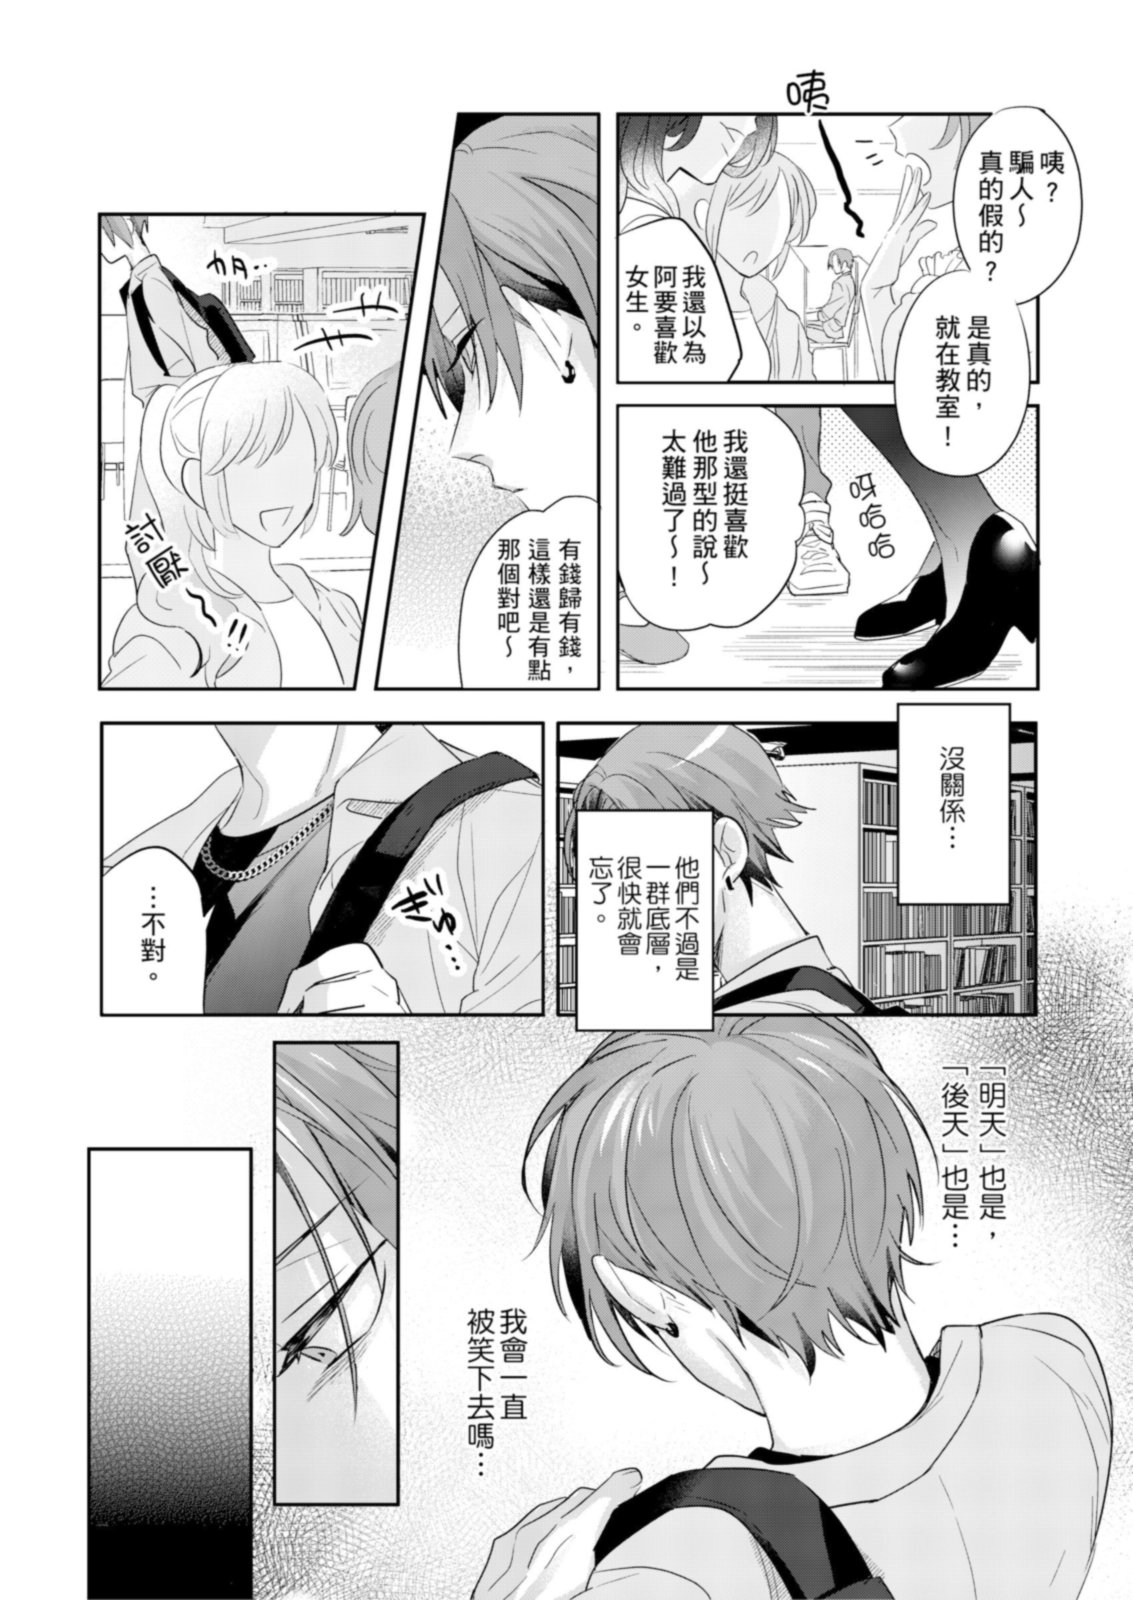 咦
咦？
騙人～
真的假的？
是真的，
就在教室！
我還以為
阿要喜歡
女生。
我還挺喜歡
他那型的說～
太難過了～！
呀哈哈
有錢歸有錢，
這樣還是有點
那個對吧～
カタ…
討厭～!!
沒關係…
他們不過是
一群底層，
很快就會
忘了。
ぎゅ…
…不對。
「明天」也是，
「後天」也是…
我會一直
被笑下去嗎…